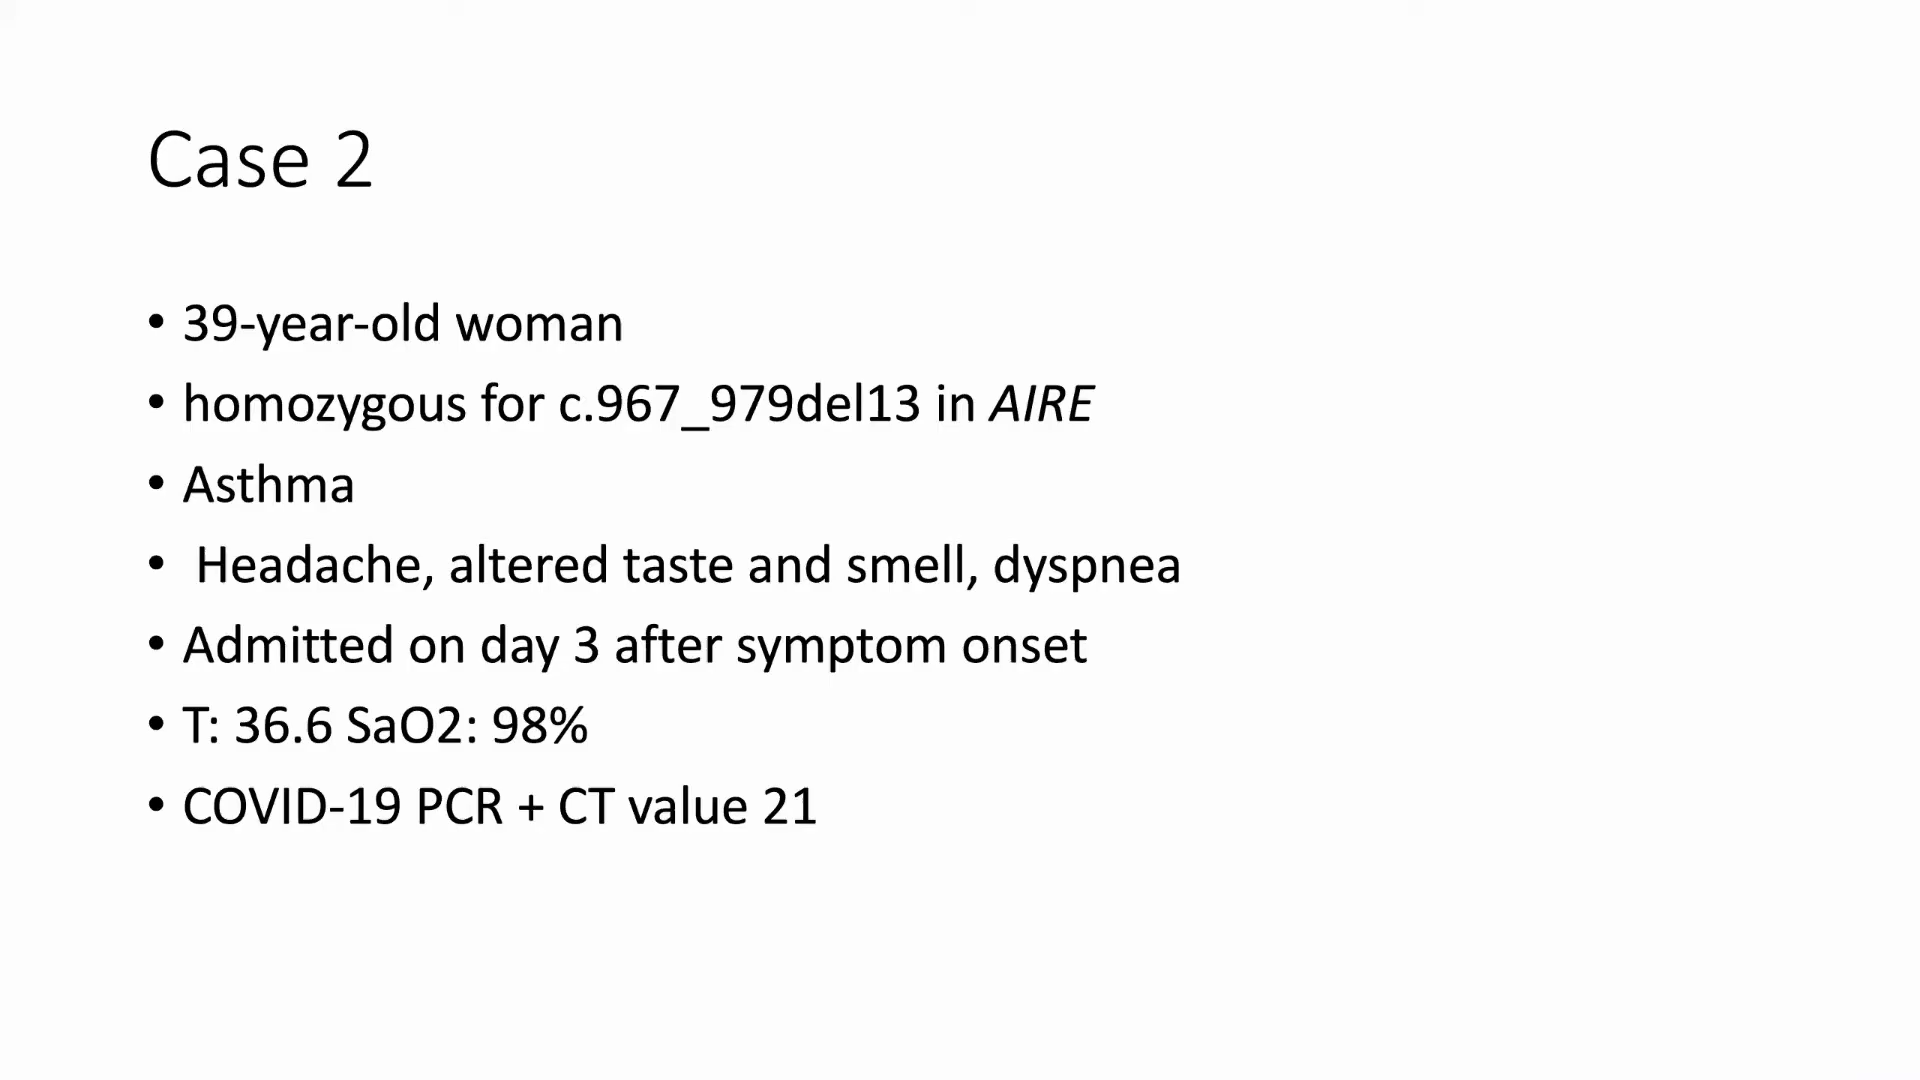 Case 2
• 39-year-old woman
• homozygous for c.967_979del13 in AIRE
• Asthma
• Headache, altered taste and smell, dyspnea
• Admitted on day 3 after symptom onset
• T: 36.6 SaO2: 98%
• COVID-19 PCR + CT value 21